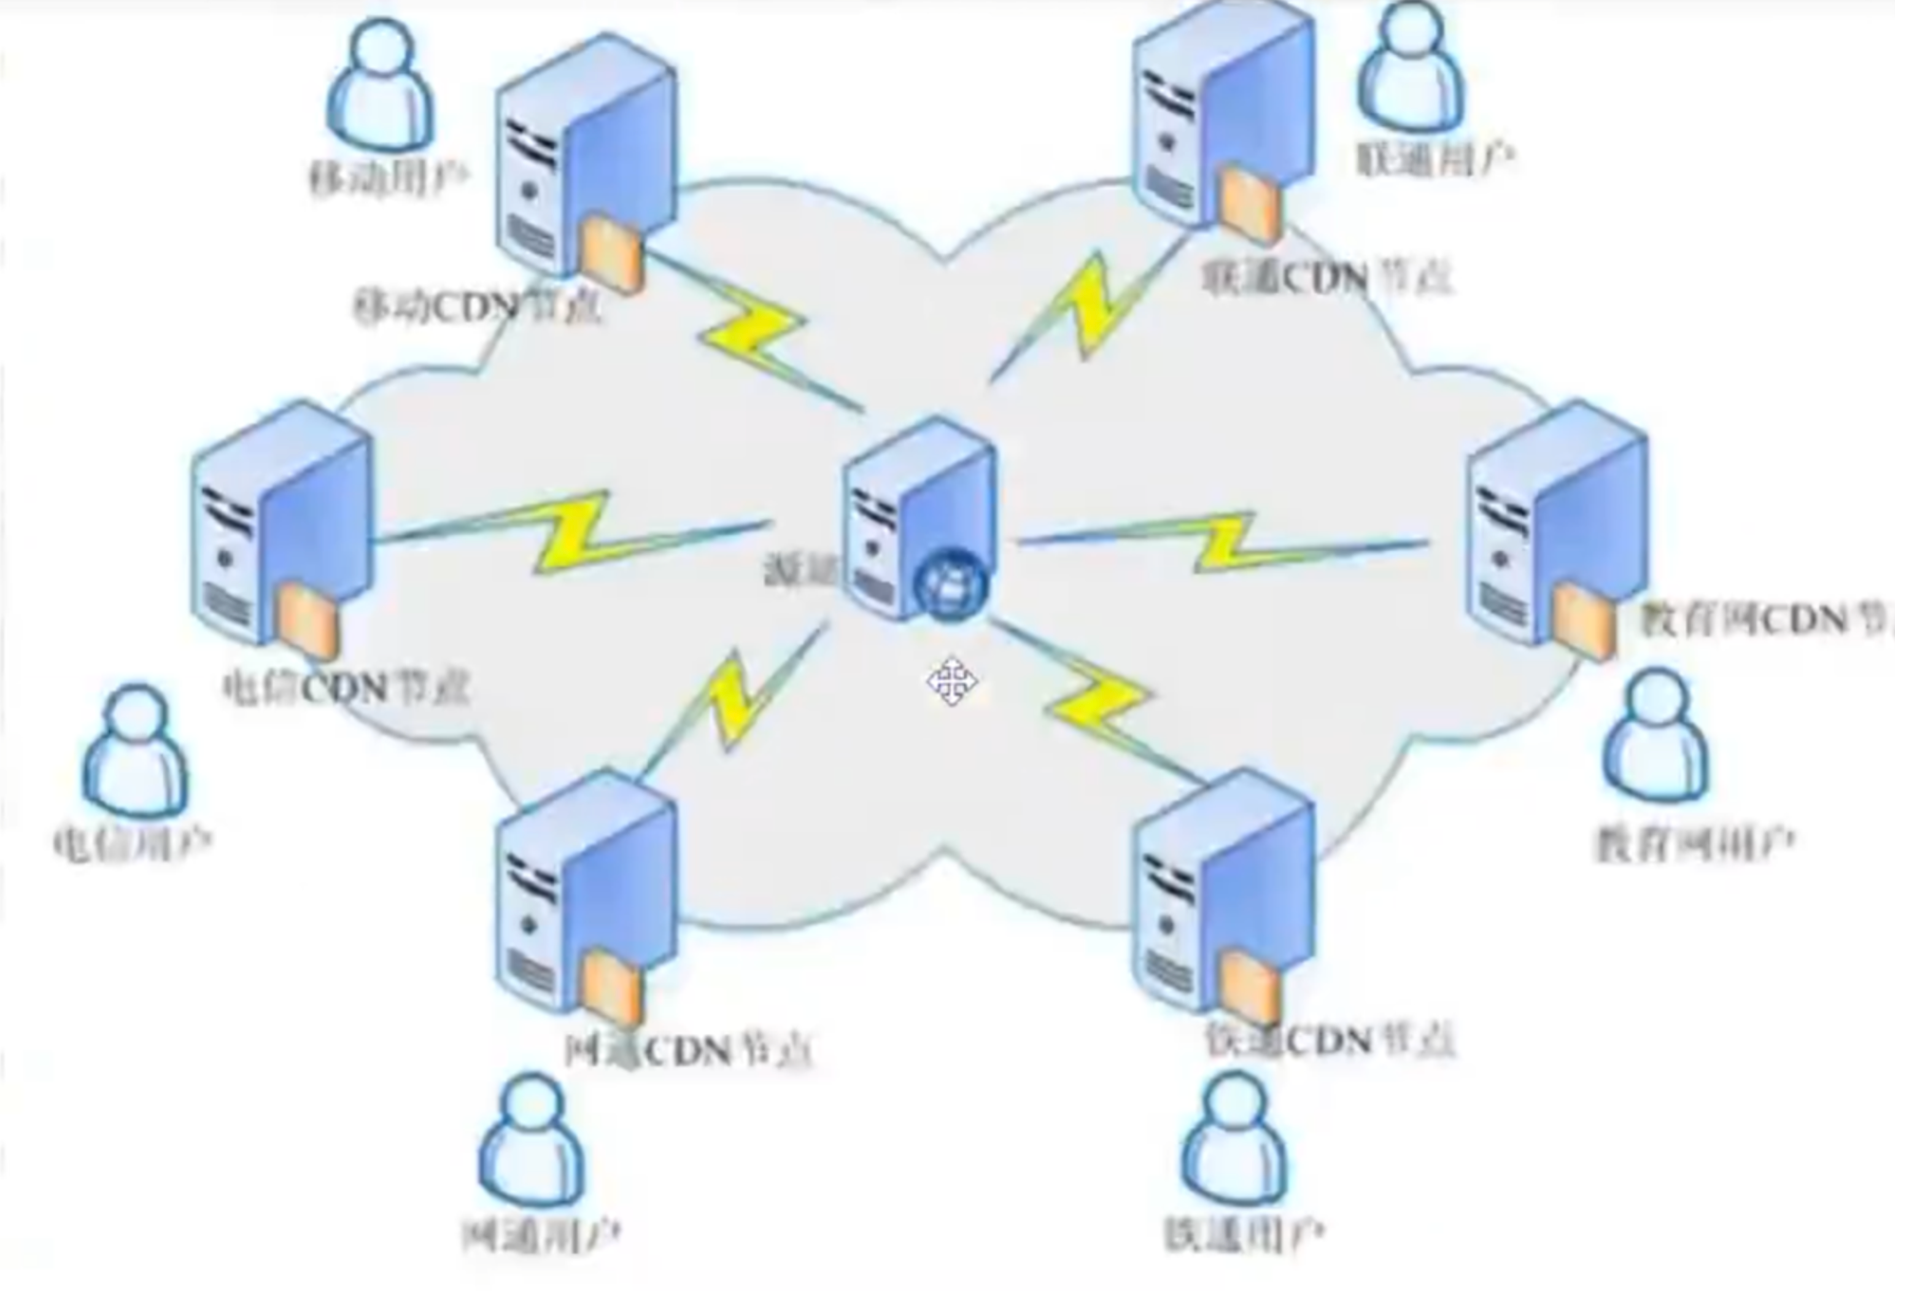 移动用户
联通用户
移动CDN节点
联通CDN节点
源站
教育网CDN节
电信CDN节点
电信用户
教育网用户
网通CDN节点
铁通CDN节点
网通用户
铁通用户